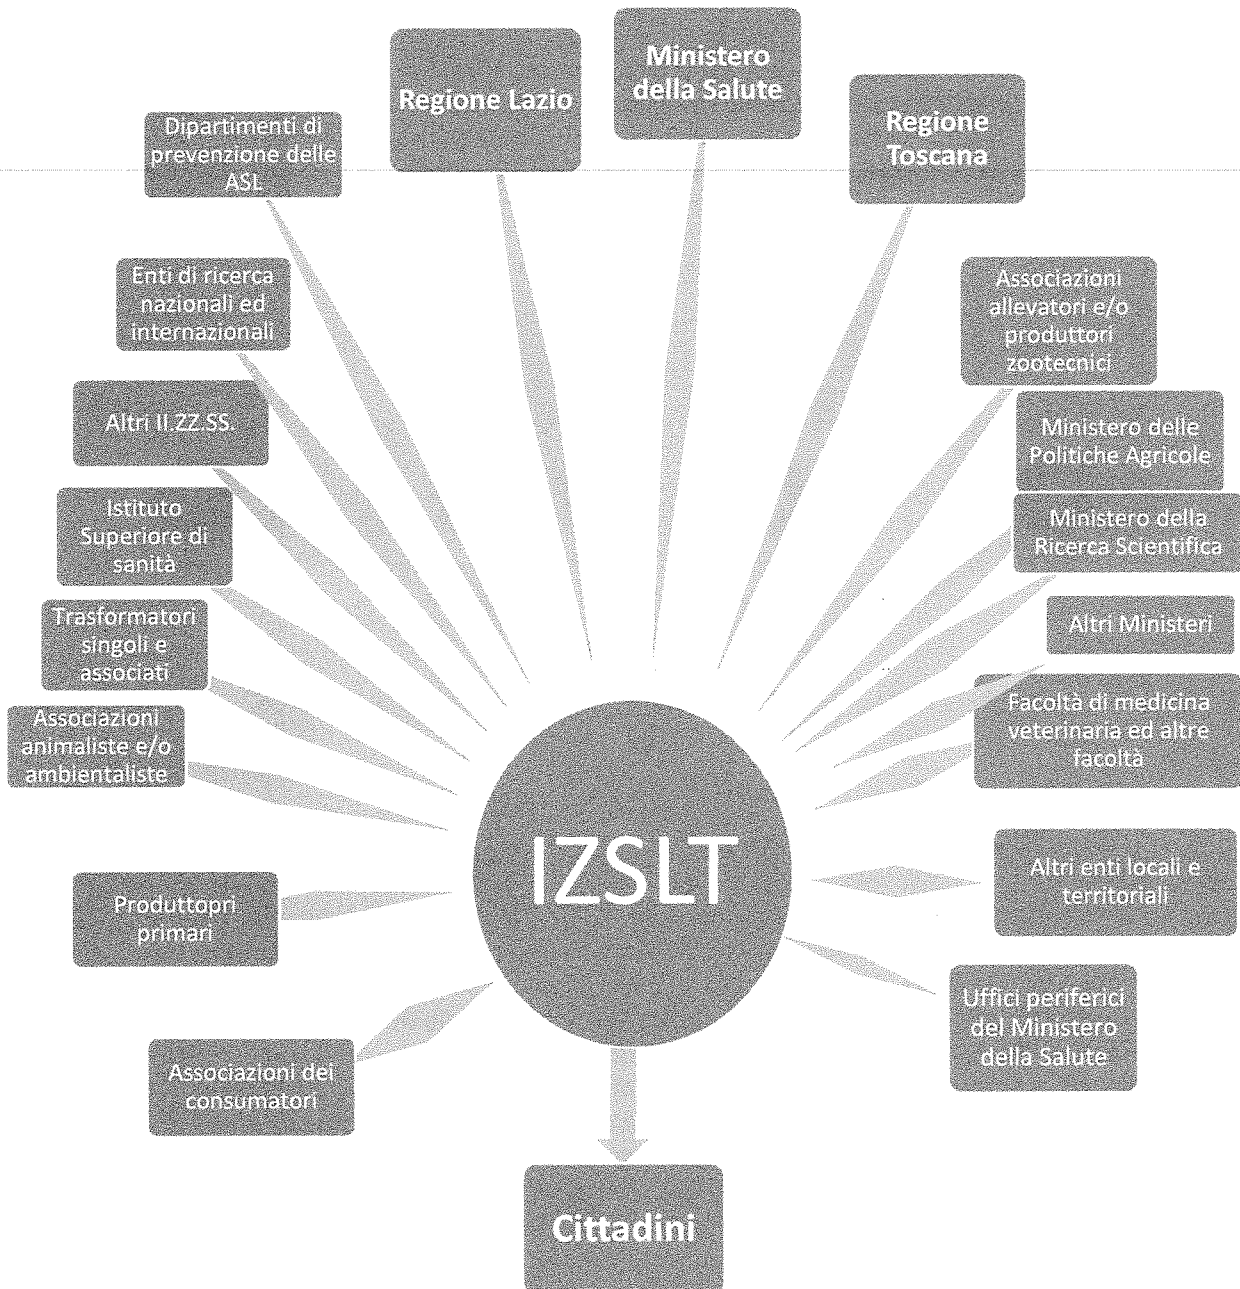 Ministero
della Salute
Regione Lazio
Regione
Toscana
Dipartimenti di
prevenzione delle
ASL
Enti di ricerca
nazionali ed
internazionali
Associazioni
allevatori e/o
produttori
zootecnici
Altri II.ZZ.SS.
Ministero delle
Politiche Agricole
Istituto
Superiore di
sanità
Ministero della
Ricerca Scientifica
Trasformatori
singoli e
associati
Altri Ministeri
Associazioni
animaliste e/o
ambientaliste
Facoltà di medicina
veterinaria ed altre
facoltà
IZSLT
Produttopri
primari
Altri enti locali e
territoriali
Uffici periferici
del Ministero
della Salute
Associazioni dei
consumatori
Cittadini